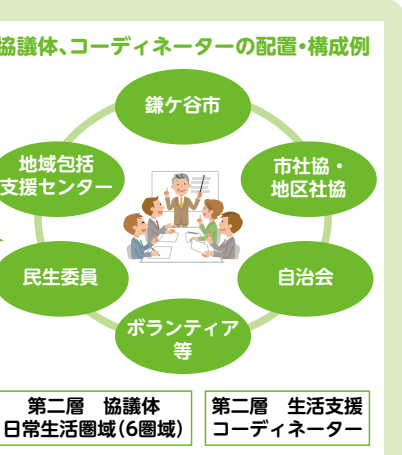 協議体、コーディネーターの配置・構成例
鎌ケ谷市
地域包括
支援センター
市社協・
地区社協
民生委員
自治会
ボランティア
等
第二層　協議体
日常生活圏域(6圏域)
第二層　生活支援
コーディネーター